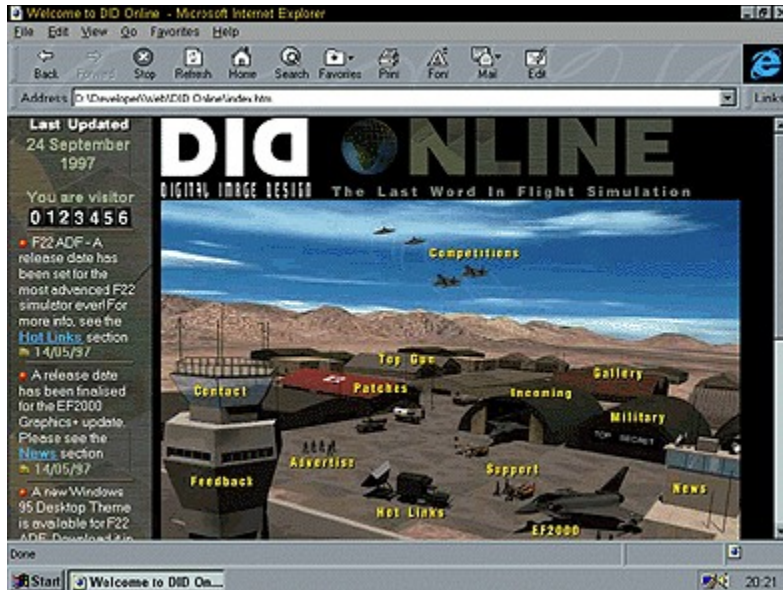 Welcome to DID Online - Microsoft Internet Explorer
File Edit View Go Favorites Help
Back Forward Stop Refresh Home Search Favorites Print Font Mail Edit
Address D:\Developer\Web\DID Online\index.htm Links
Last Updated
24 September
1997
You are visitor
0123456
F22 ADF - A
release date has
been set for the
most advanced F22
simulator ever! For
more info, see the
Hot Links section
14/05/97
A release date
has been finalised
for the EF2000
Graphics+ update.
Please see the
News section
14/05/97
A new Windows
95 Desktop Theme
is available for F22
ADF. Download it in
DID ONLINE
DIGITAL IMAGE DESIGN The Last Word In Flight Simulation
Competitions
Top Gun
Gallery
Contact
Patches
Incoming
Military
TOP SECRET
Advertise
Support
Feedback
News
Hot Links
EF2000
Done
Start Welcome to DID On... 20:21